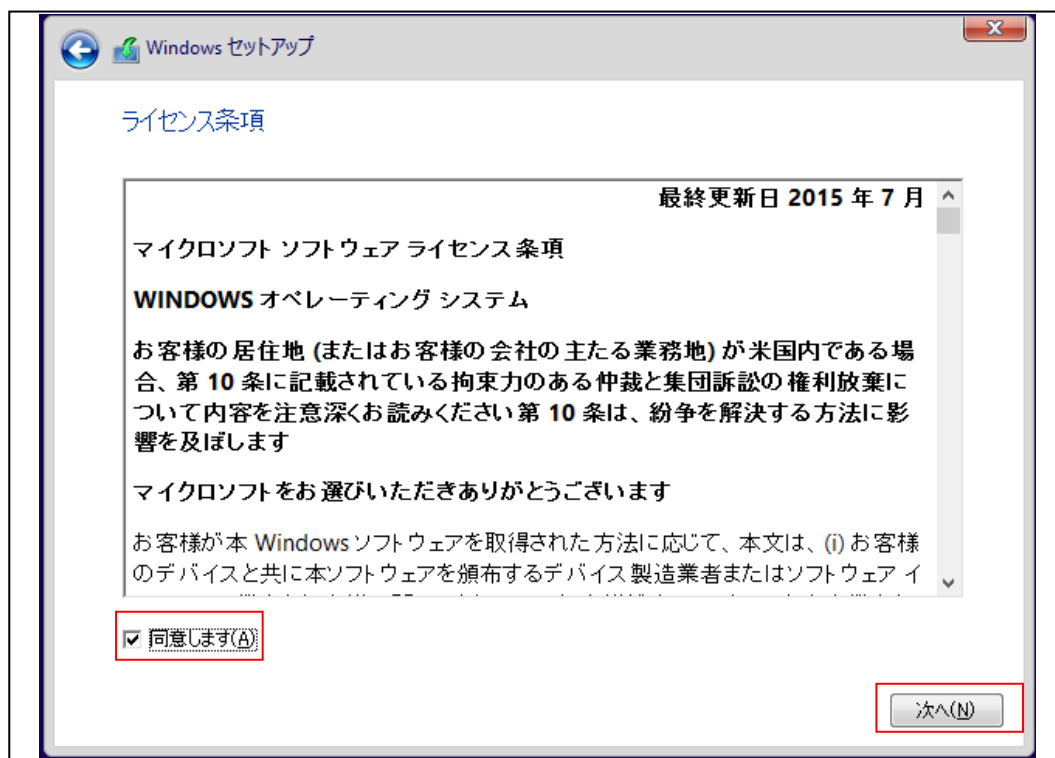 Windows セットアップ
ライセンス条項
最終更新日 2015 年 7 月
マイクロソフト ソフトウェア ライセンス条項
WINDOWS オペレーティング システム
お客様の居住地 (またはお客様の会社の主たる業務地) が米国内である場
合、第 10 条に記載されている拘束力のある仲裁と集団訴訟の権利放棄に
ついて内容を注意深くお読みください第 10 条は、紛争を解決する方法に影
響を及ぼします
マイクロソフトをお選びいただきありがとうございます
お客様が本 Windows ソフトウェアを取得された方法に応じて、本文は、(i) お客様
のデバイスと共に本ソフトウェアを頒布するデバイス製造業者またはソフトウェア イ
同意します(A)
次へ(N)